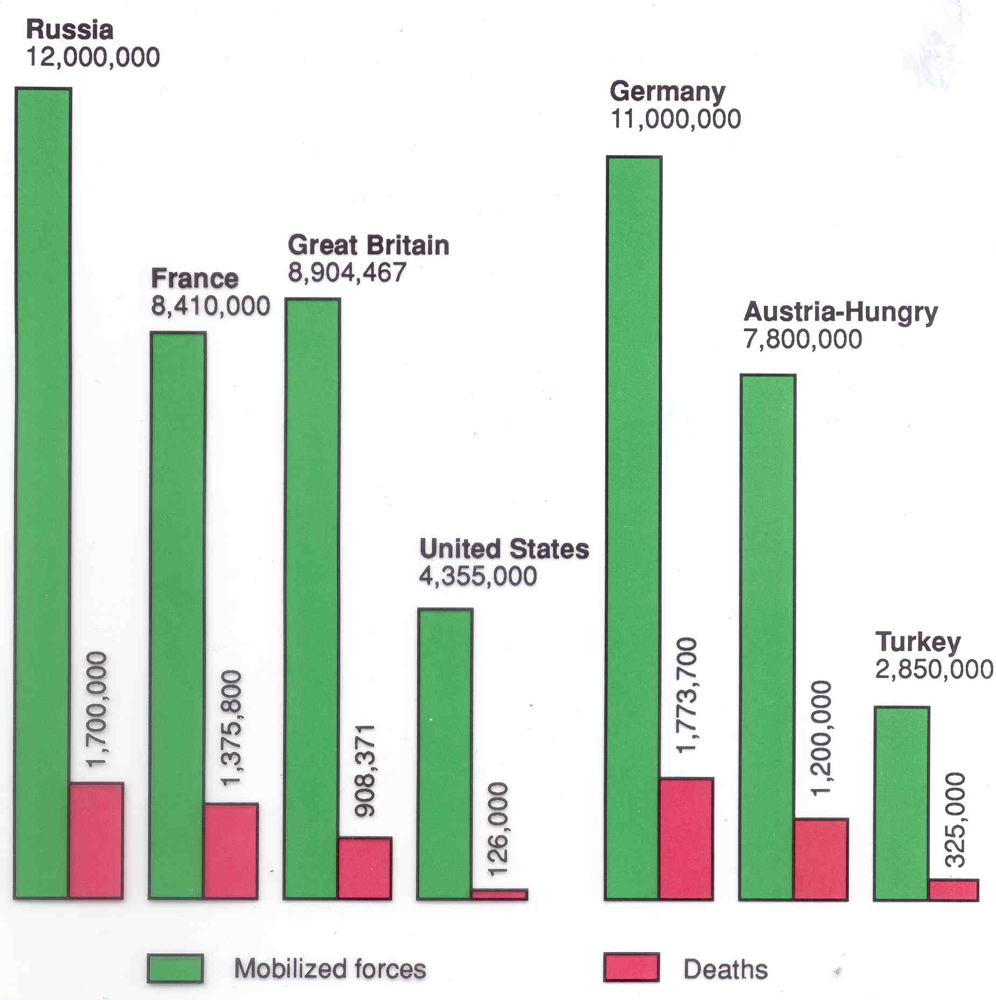 Russia
12,000,000
1,700,000
France
8,410,000
1,375,800
Great Britain
8,904,467
908,371
United States
4,355,000
126,000
Germany
11,000,000
1,773,700
Austria-Hungry
7,800,000
1,200,000
Turkey
2,850,000
325,000
Mobilized forces
Deaths